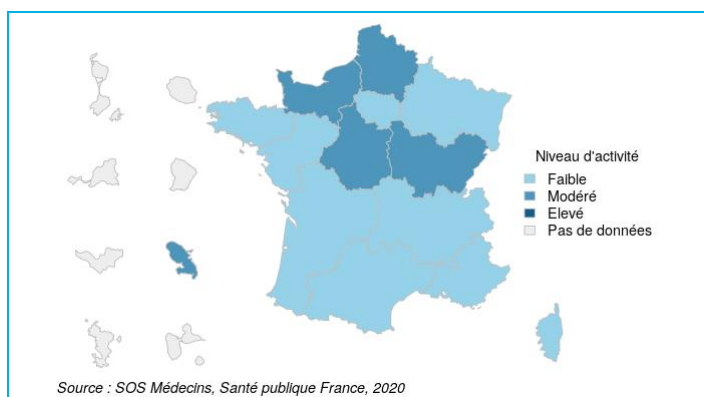 Niveau d'activité
Faible
Modéré
Elevé
Pas de données
Source : SOS Médecins, Santé publique France, 2020